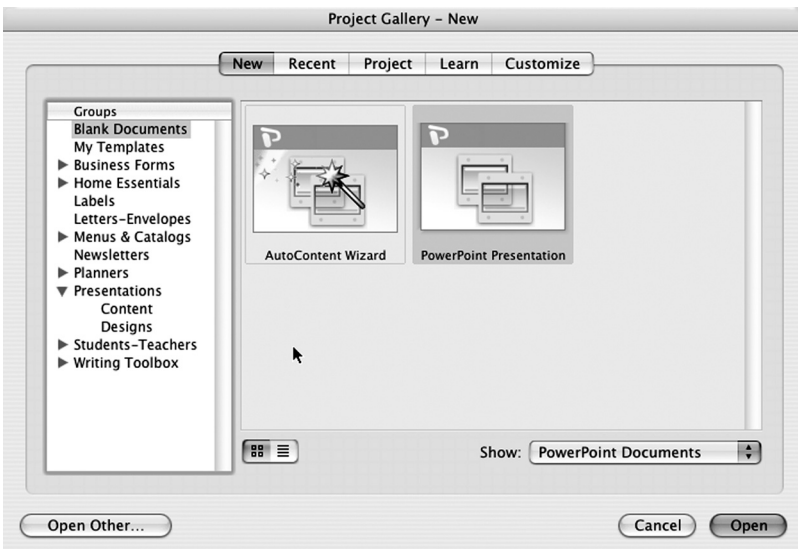 Project Gallery – New
New Recent Project Learn Customize
Groups
Blank Documents
My Templates
Business Forms
Home Essentials
Labels
Letters-Envelopes
Menus & Catalogs
Newsletters
Planners
Presentations
Content
Designs
Students-Teachers
Writing Toolbox
AutoContent Wizard
PowerPoint Presentation
Show: PowerPoint Documents
Open Other...
Cancel
Open